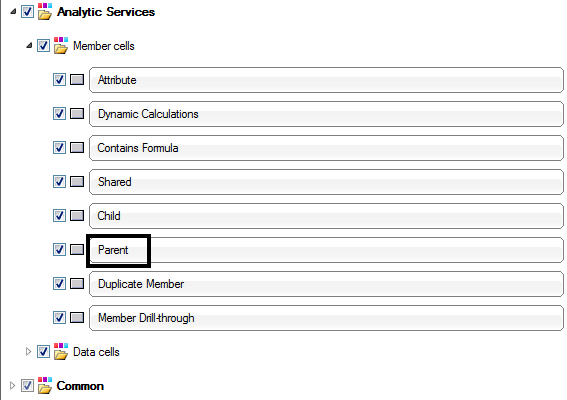 Analytic Services
Member cells
Attribute
Dynamic Calculations
Contains Formula
Shared
Child
Parent
Duplicate Member
Member Drill-through
Data cells
Common